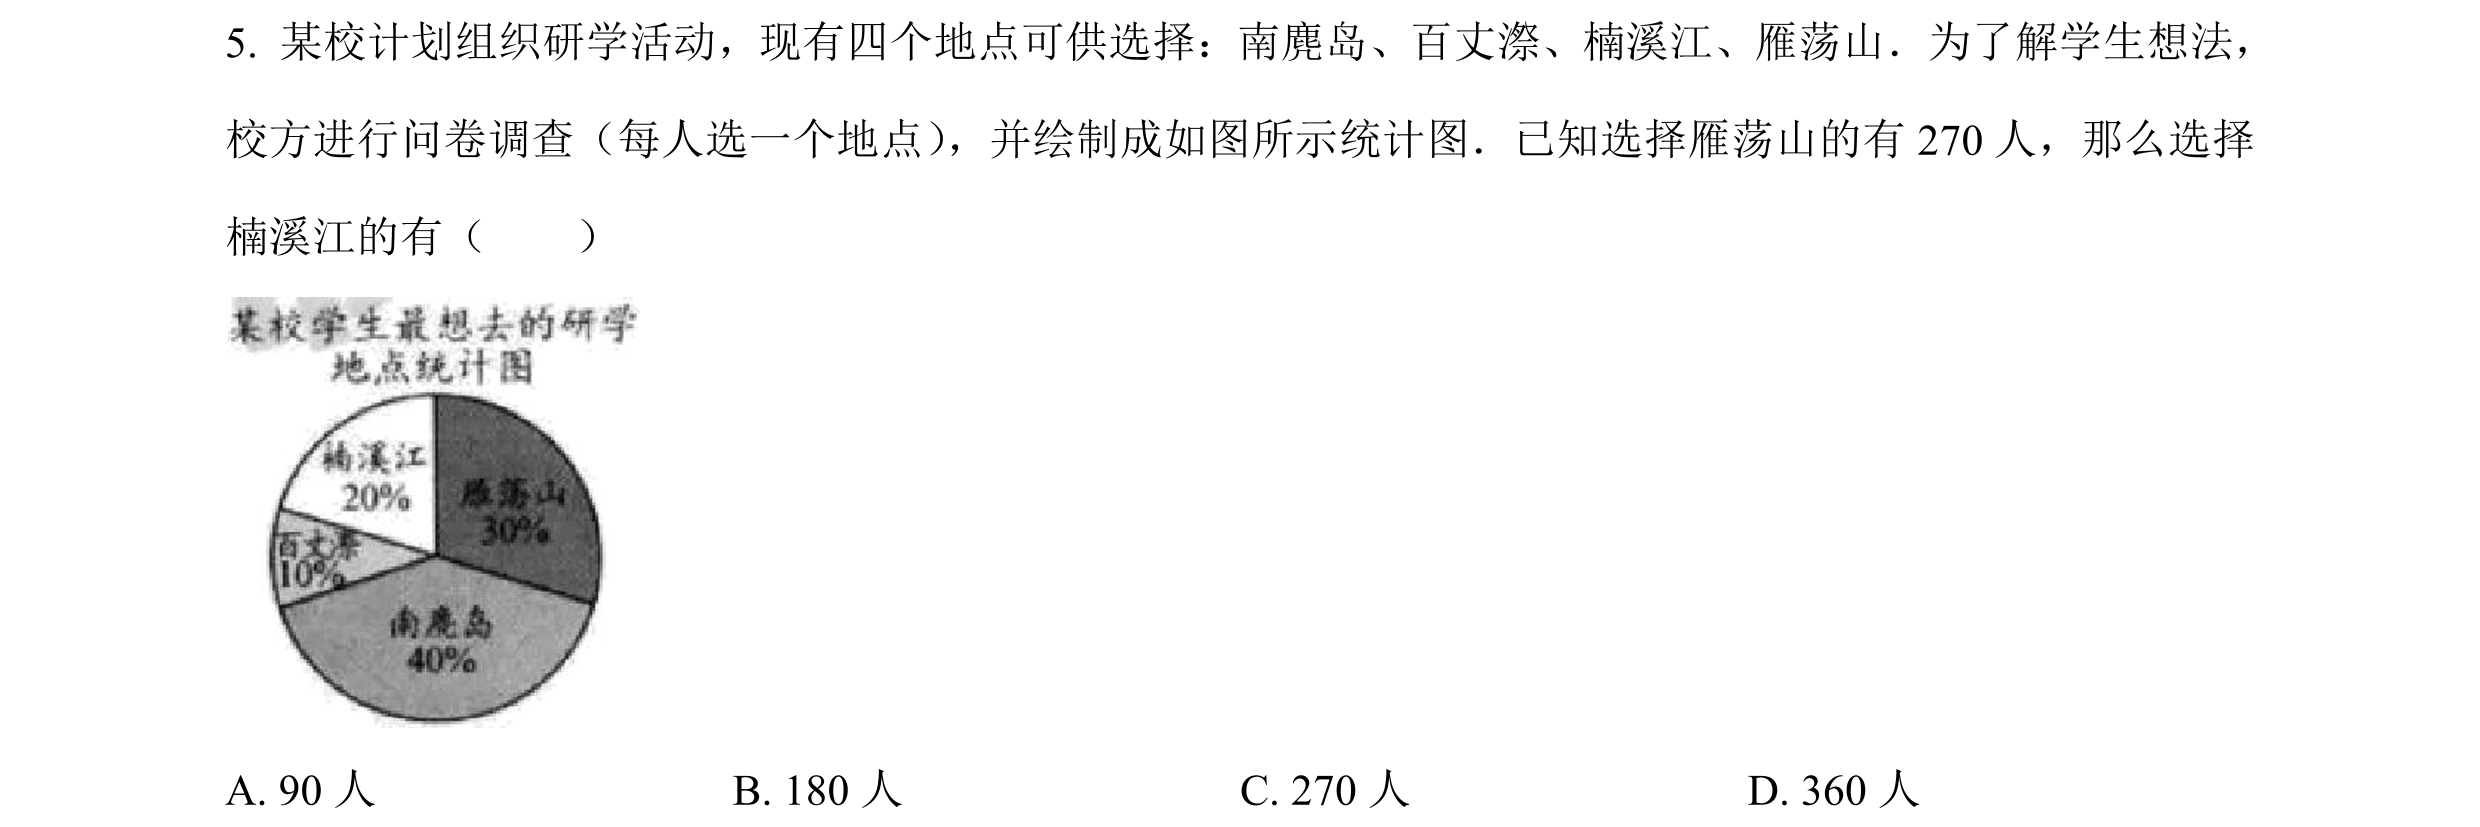 5. 某校计划组织研学活动，现有四个地点可供选择：南麂岛、百丈漈、楠溪江、雁荡山．为了解学生想法，
校方进行问卷调查（每人选一个地点），并绘制成如图所示统计图．已知选择雁荡山的有 270 人，那么选择
楠溪江的有（　　）
某校学生最想去的研学
地点统计图
楠溪江
20%
雁荡山
30%
百丈漈
10%
南麂岛
40%
A. 90 人 B. 180 人 C. 270 人 D. 360 人